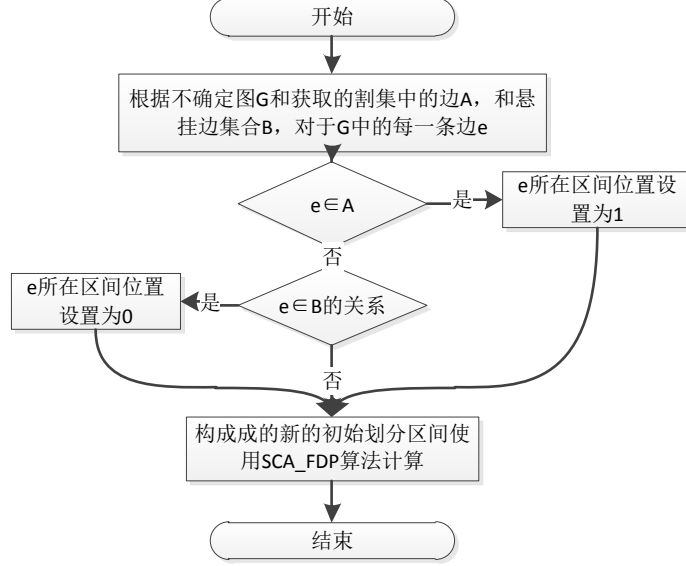 开始
根据不确定图G和获取的割集中的边A，和悬
挂边集合B，对于G中的每一条边e
e∈A
是
e所在区间位置设
置为1
否
e所在区间位置
设置为0
是
e∈B的关系
否
构成成的新的初始划分区间使
用SCA_FDP算法计算
结束